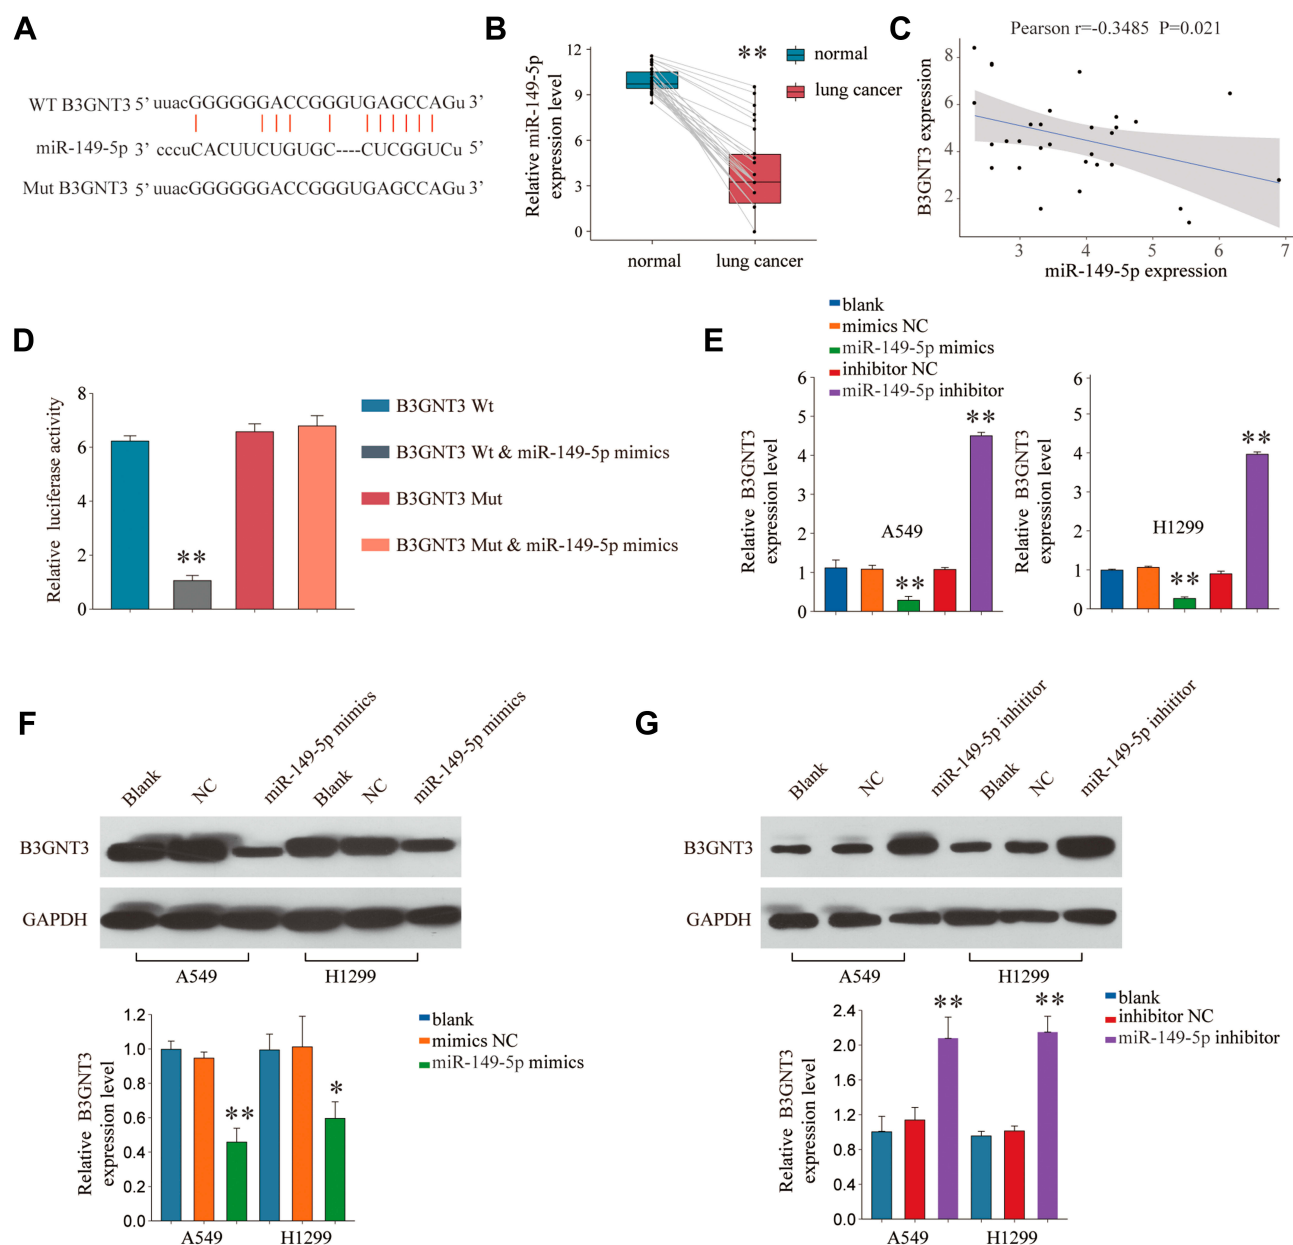 A
WT B3GNT3 5’ uuacGGGGGGACCGGGUGAGCCAGu 3’
miR-149-5p 3’ cccuCACUUCUGUGC----CUCGGUCu 5’
Mut B3GNT3 5’ uuacGGGGGGACCGGGUGAGCCAGu 3’
B
Relative miR-149-5p
expression level
12
9
6
3
0
**
normal
lung cancer
normal
lung cancer
C
Pearson r=-0.3485 P=0.021
B3GNT3 expression
8
6
4
2
3 4 5 6 7
miR-149-5p expression
D
Relative luciferase activity
8
6
4
2
0
**
B3GNT3 Wt
B3GNT3 Wt & miR-149-5p mimics
B3GNT3 Mut
B3GNT3 Mut & miR-149-5p mimics
E
blank
mimics NC
miR-149-5p mimics
inhibitor NC
miR-149-5p inhibitor
Relative B3GNT3
expression level
6
5
4
3
2
1
0
A549
**
**
Relative B3GNT3
expression level
6
5
4
3
2
1
0
H1299
**
**
F
Blank
NC
miR-149-5p mimics
Blank
NC
miR-149-5p mimics
B3GNT3
GAPDH
A549
H1299
Relative B3GNT3
expression level
1.2
1.0
0.8
0.6
0.4
0.2
0.0
**
*
A549
H1299
blank
mimics NC
miR-149-5p mimics
G
Blank
NC
miR-149-5p inhititor
Blank
NC
miR-149-5p inhititor
B3GNT3
GAPDH
A549
H1299
Relative B3GNT3
expression level
2.4
2.0
1.6
1.2
0.8
0.4
0.0
**
**
A549
H1299
blank
inhibitor NC
miR-149-5p inhibitor